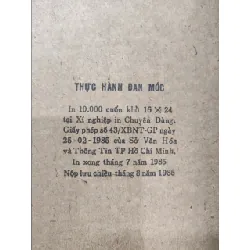 THỰC HÀNH ĐAN MÓC
In 10.000 cuốn khổ 16 x 24
tại Xí nghiệp in Chuyên Dùng.
Giấy phép số 43/XBNT-GP ngày
26-02-1985 của Sở Văn Hóa
và Thông Tin TP Hồ Chí Minh.
In xong tháng 7 năm 1985
Nộp lưu chiểu tháng 8 năm 1985